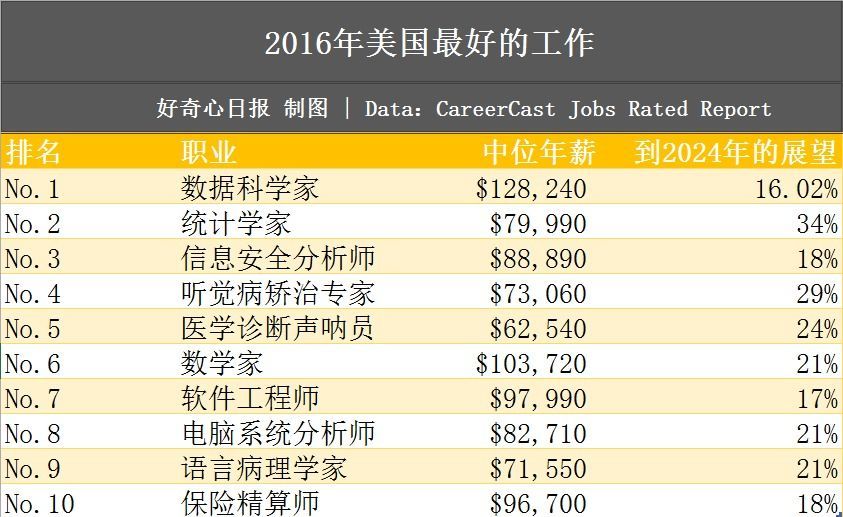 2016年美国最好的工作
好奇心日报 制图 | Data：CareerCast Jobs Rated Report
排名 职业 中位年薪 到2024年的展望
No.1 数据科学家 $128,240 16.02%
No.2 统计学家 $79,990 34%
No.3 信息安全分析师 $88,890 18%
No.4 听觉病矫治专家 $73,060 29%
No.5 医学诊断声呐员 $62,540 24%
No.6 数学家 $103,720 21%
No.7 软件工程师 $97,990 17%
No.8 电脑系统分析师 $82,710 21%
No.9 语言病理学家 $71,550 21%
No.10 保险精算师 $96,700 18%